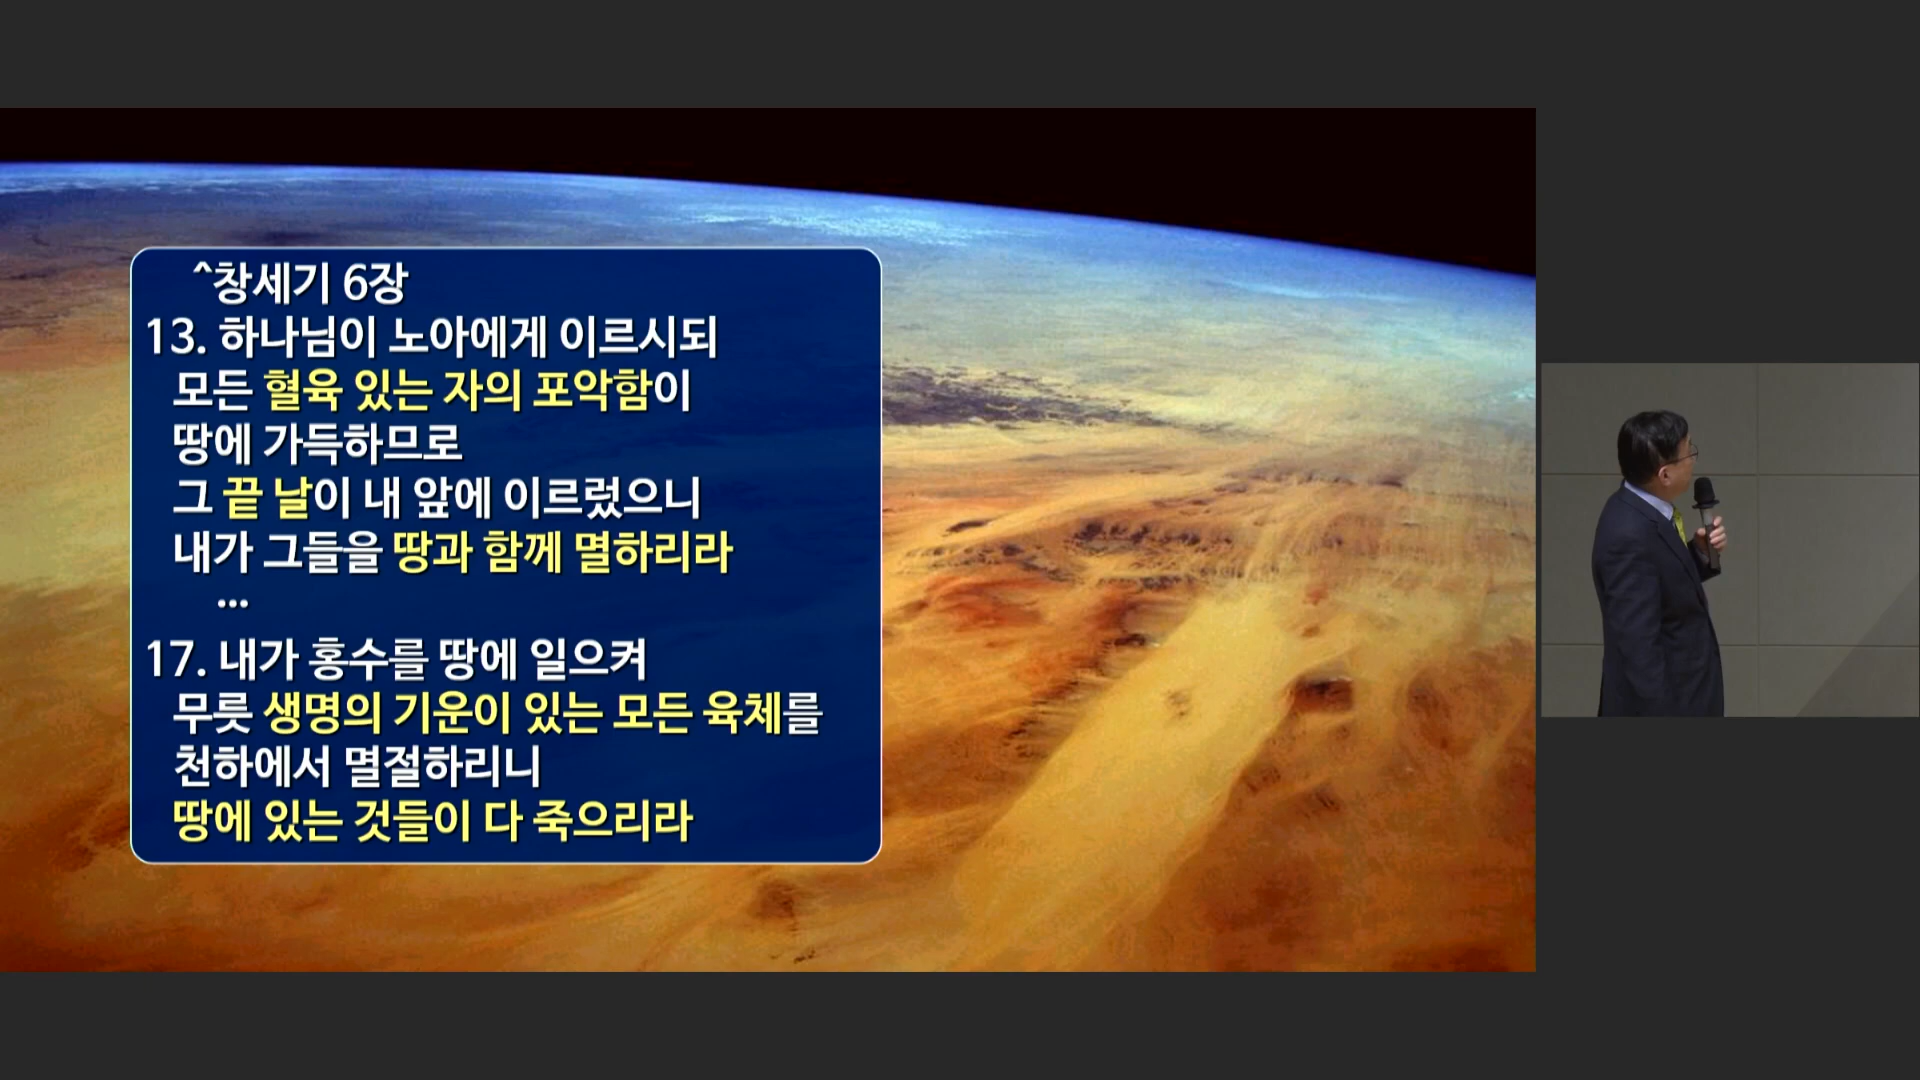 ^창세기 6장
13. 하나님이 노아에게 이르시되
모든 혈육 있는 자의 포악함이
땅에 가득하므로
그 끝 날이 내 앞에 이르렀으니
내가 그들을 땅과 함께 멸하리라
...
17. 내가 홍수를 땅에 일으켜
무릇 생명의 기운이 있는 모든 육체를
천하에서 멸절하리니
땅에 있는 것들이 다 죽으리라